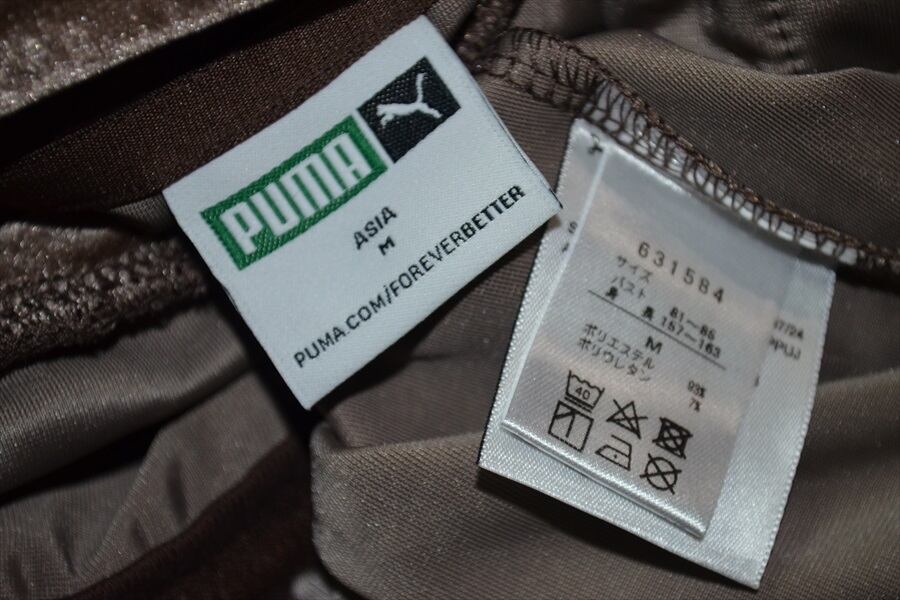 PUMA
ASIA
M
PUMA.COM/FOREVERBETTER
631584
サイズ
バスト 81~86
身 長 157~163
M
ポリエステル 93%
ポリウレタン 7%
40